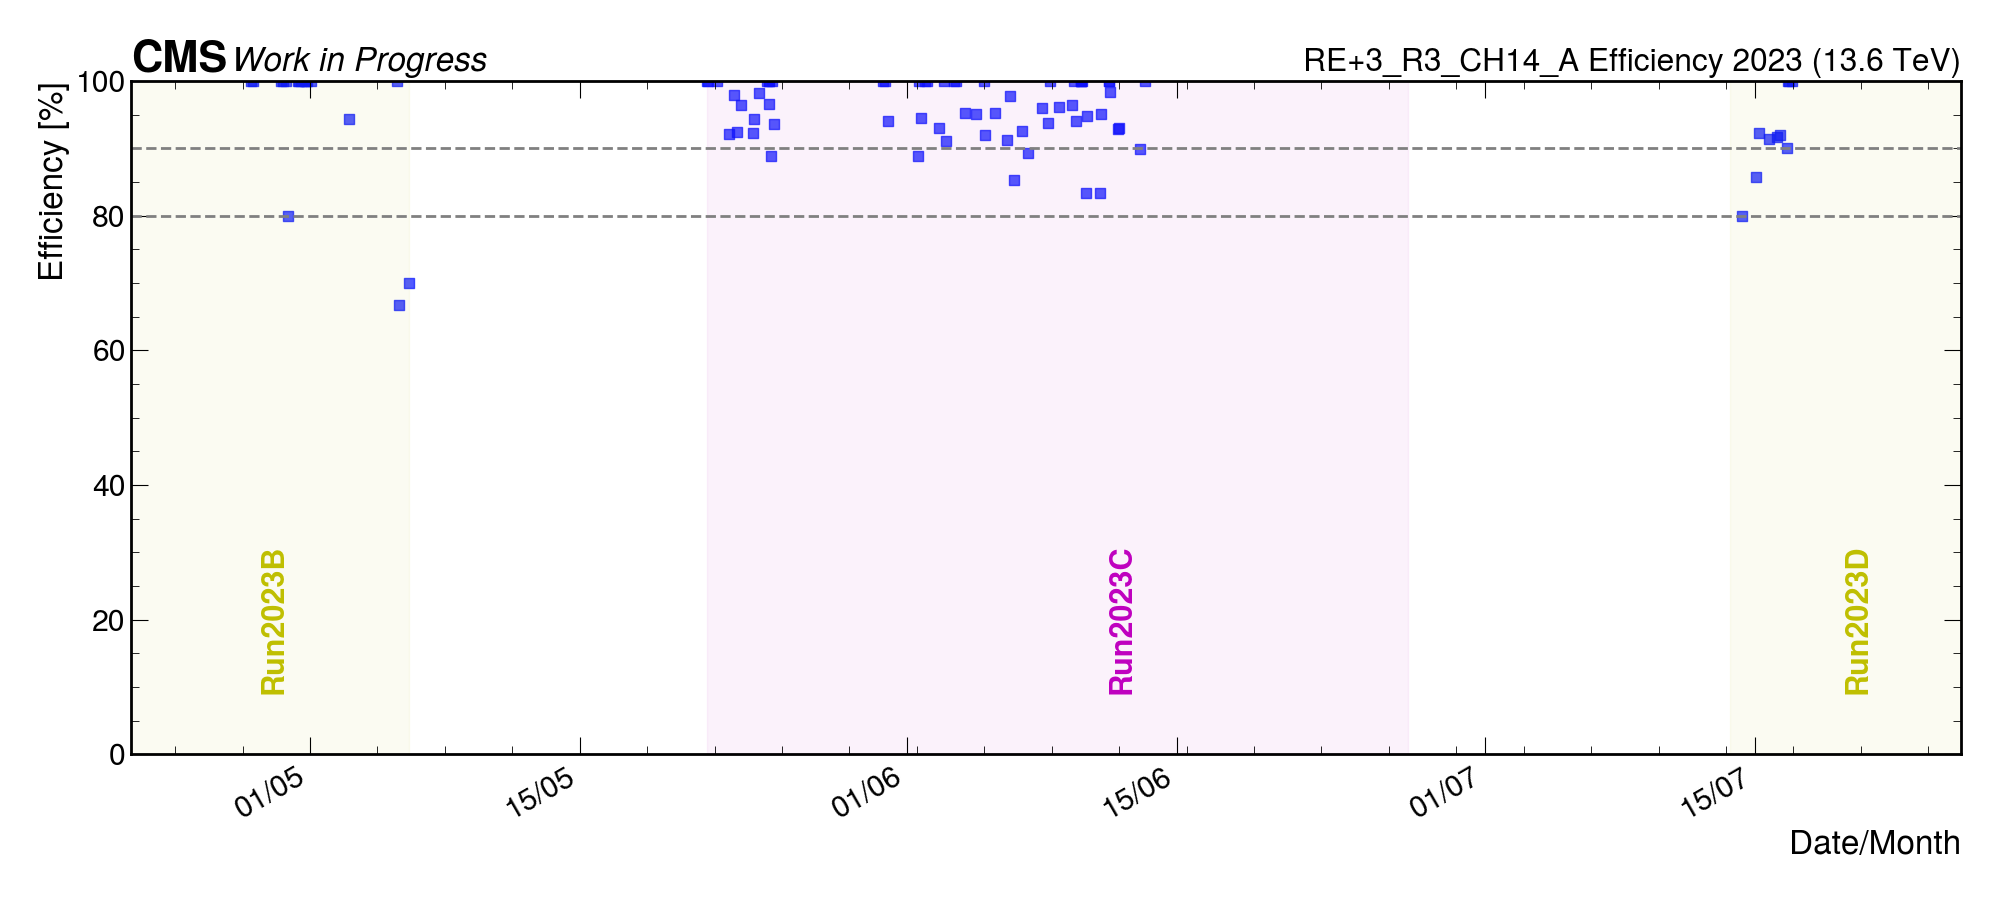 CMS Work in Progress
RE+3_R3_CH14_A Efficiency 2023 (13.6 TeV)
Efficiency [%]
100
80
60
40
20
0
Run2023B
Run2023C
Run2023D
01/05
15/05
01/06
15/06
01/07
15/07
Date/Month